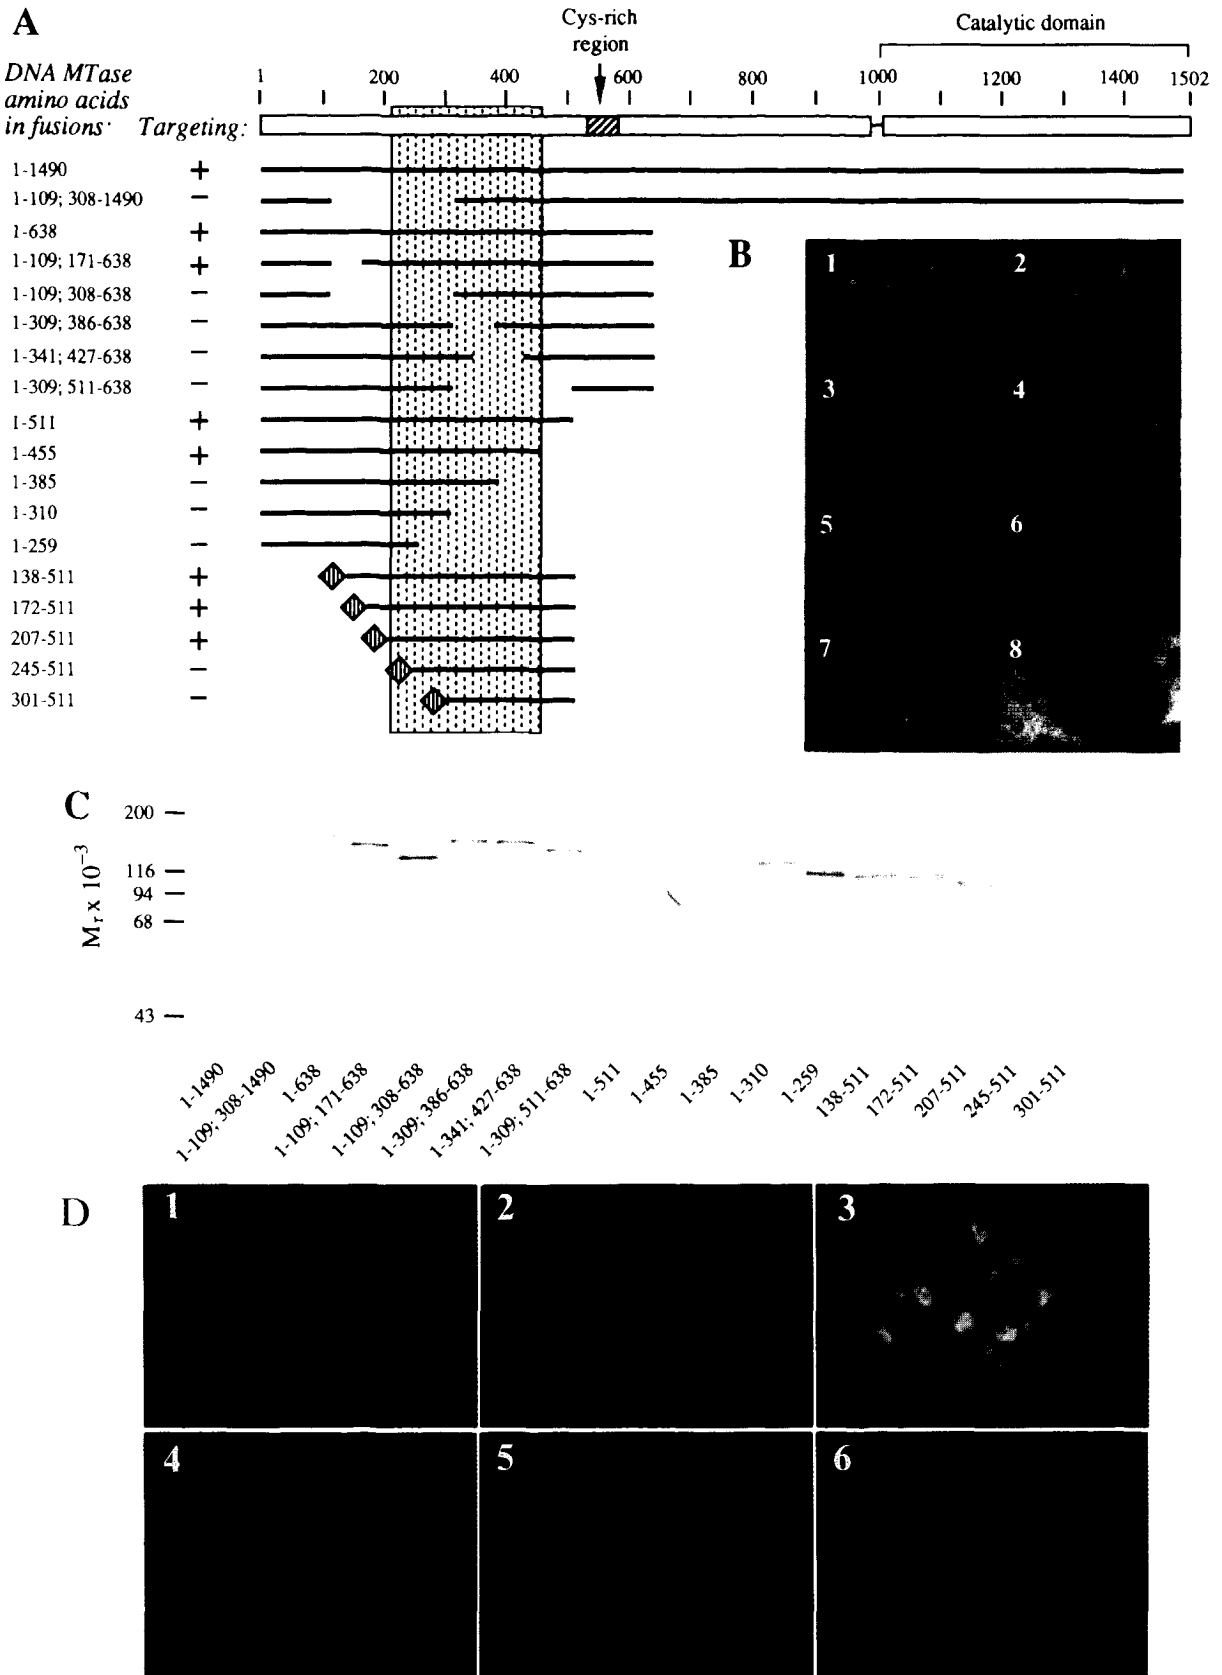 A
Cys-rich
region
Catalytic domain
DNA MTase
amino acids
in fusions
Targeting:
1 200 400 600 800 1000 1200 1400 1502
1-1490 +
1-109; 308-1490 −
1-638 +
1-109; 171-638 +
1-109; 308-638 −
1-309; 386-638 −
1-341; 427-638 −
1-309; 511-638 −
1-511 +
1-455 +
1-385 −
1-310 −
1-259 −
138-511 +
172-511 +
207-511 +
245-511 −
301-511 −
B
1 2
3 4
5 6
7 8
C
Mr x 10−3
200
116
94
68
43
1-1490
1-109; 308-1490
1-638
1-109; 171-638
1-109; 308-638
1-309; 386-638
1-341; 427-638
1-309; 511-638
1-511
1-455
1-385
1-310
1-259
138-511
172-511
207-511
245-511
301-511
D
1 2 3
4 5 6